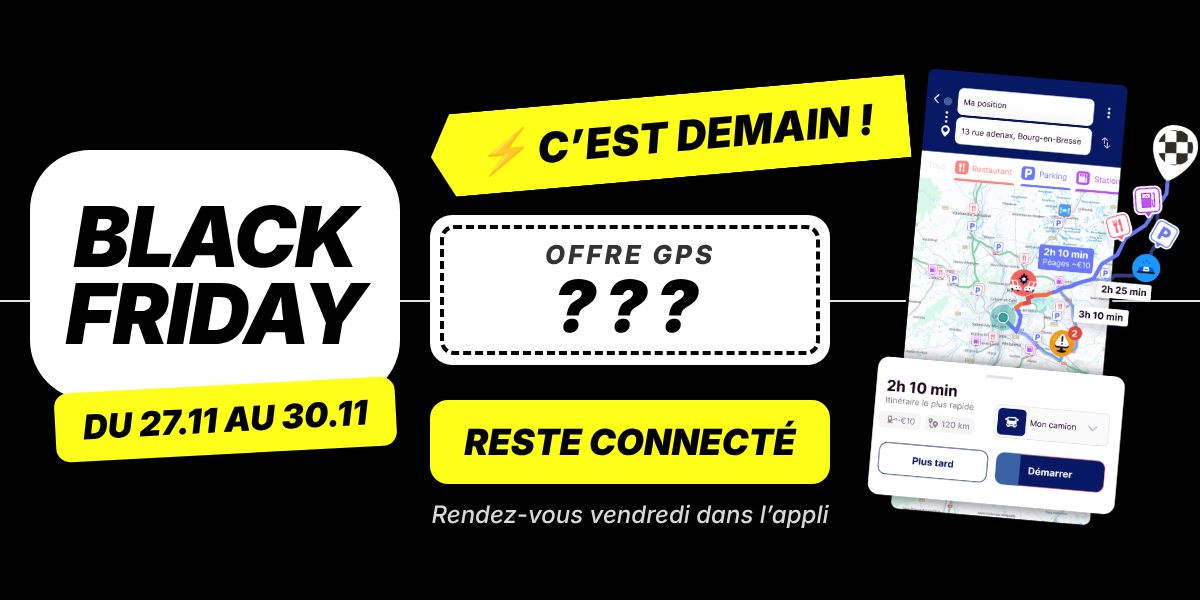 BLACK
FRIDAY
DU 27.11 AU 30.11
⚡ C'EST DEMAIN !
OFFRE GPS
???
RESTE CONNECTÉ
Rendez-vous vendredi dans l'appli
Ma position
13 rue adenax, Bourg-en-Bresse
Restaurant
Parking
Station
2h 10 min
Péages ~€10
2h 25 min
3h 10 min
2
2h 10 min
Itinéraire le plus rapide
~€10
120 km
Mon camion
Plus tard
Démarrer